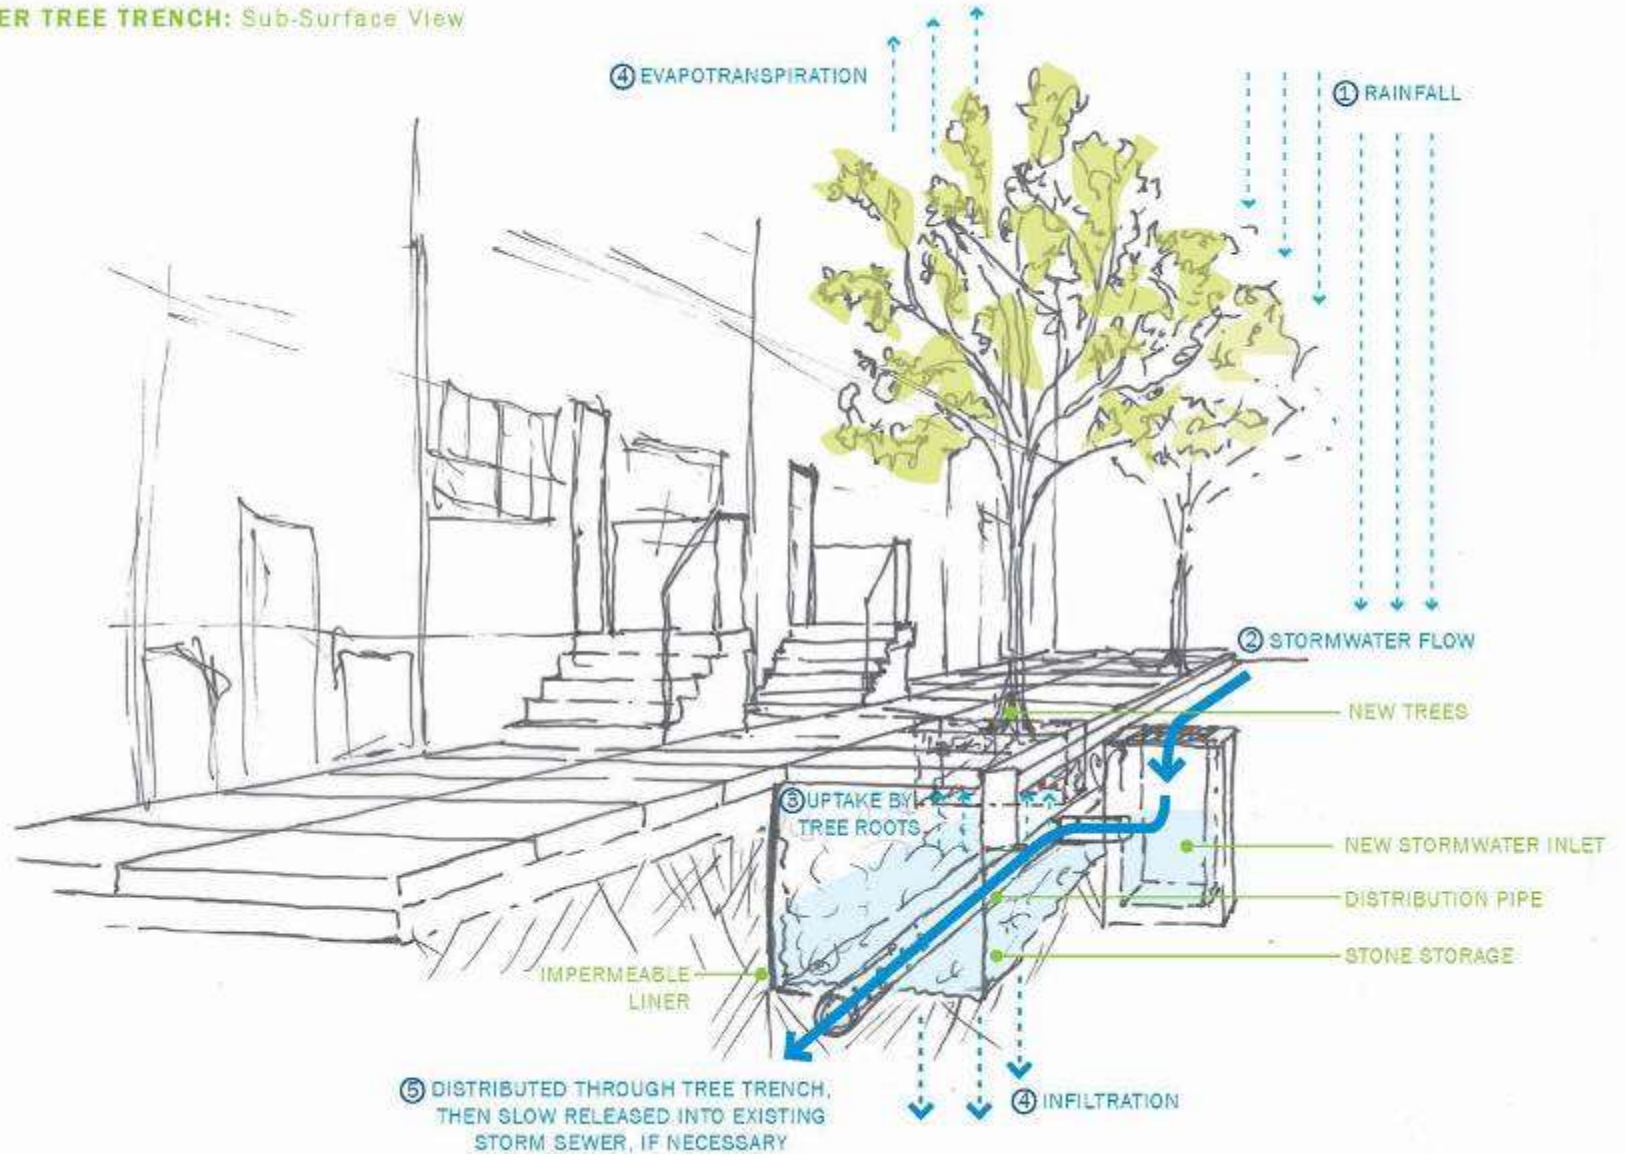 ER TREE TRENCH: Sub-Surface View
④ EVAPOTRANSPIRATION
① RAINFALL
② STORMWATER FLOW
NEW TREES
③ UPTAKE BY
TREE ROOTS
NEW STORMWATER INLET
DISTRIBUTION PIPE
STONE STORAGE
IMPERMEABLE
LINER
⑤ DISTRIBUTED THROUGH TREE TRENCH,
THEN SLOW RELEASED INTO EXISTING
STORM SEWER, IF NECESSARY
④ INFILTRATION